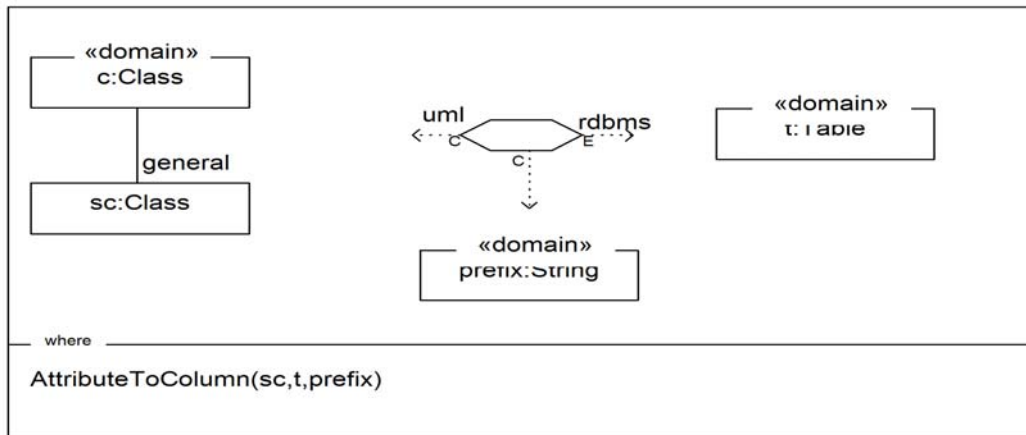 «domain»
c:Class
general
sc:Class
uml
rdbms
C
E
C
«domain»
t:Table
«domain»
prefix:String
where
AttributeToColumn(sc,t,prefix)